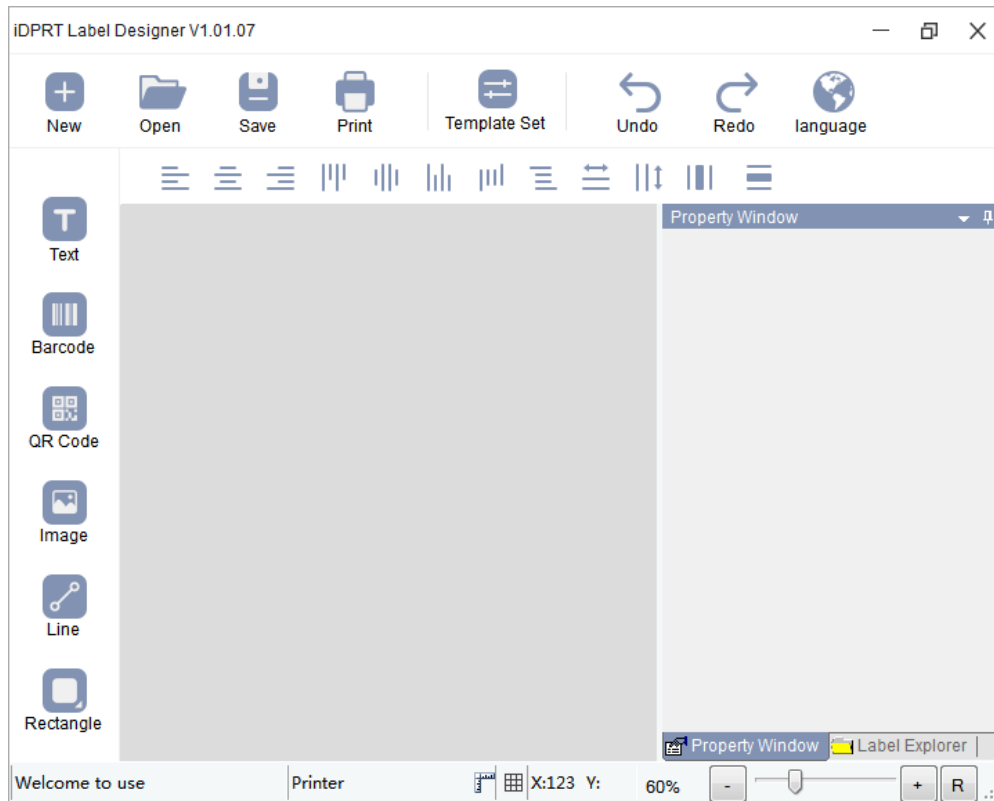 iDPRT Label Designer V1.01.07
New Open Save Print Template Set Undo Redo language
Property Window
Text
Barcode
QR Code
Image
Line
Rectangle
Property Window Label Explorer
Welcome to use Printer X:123 Y: 60% - + R